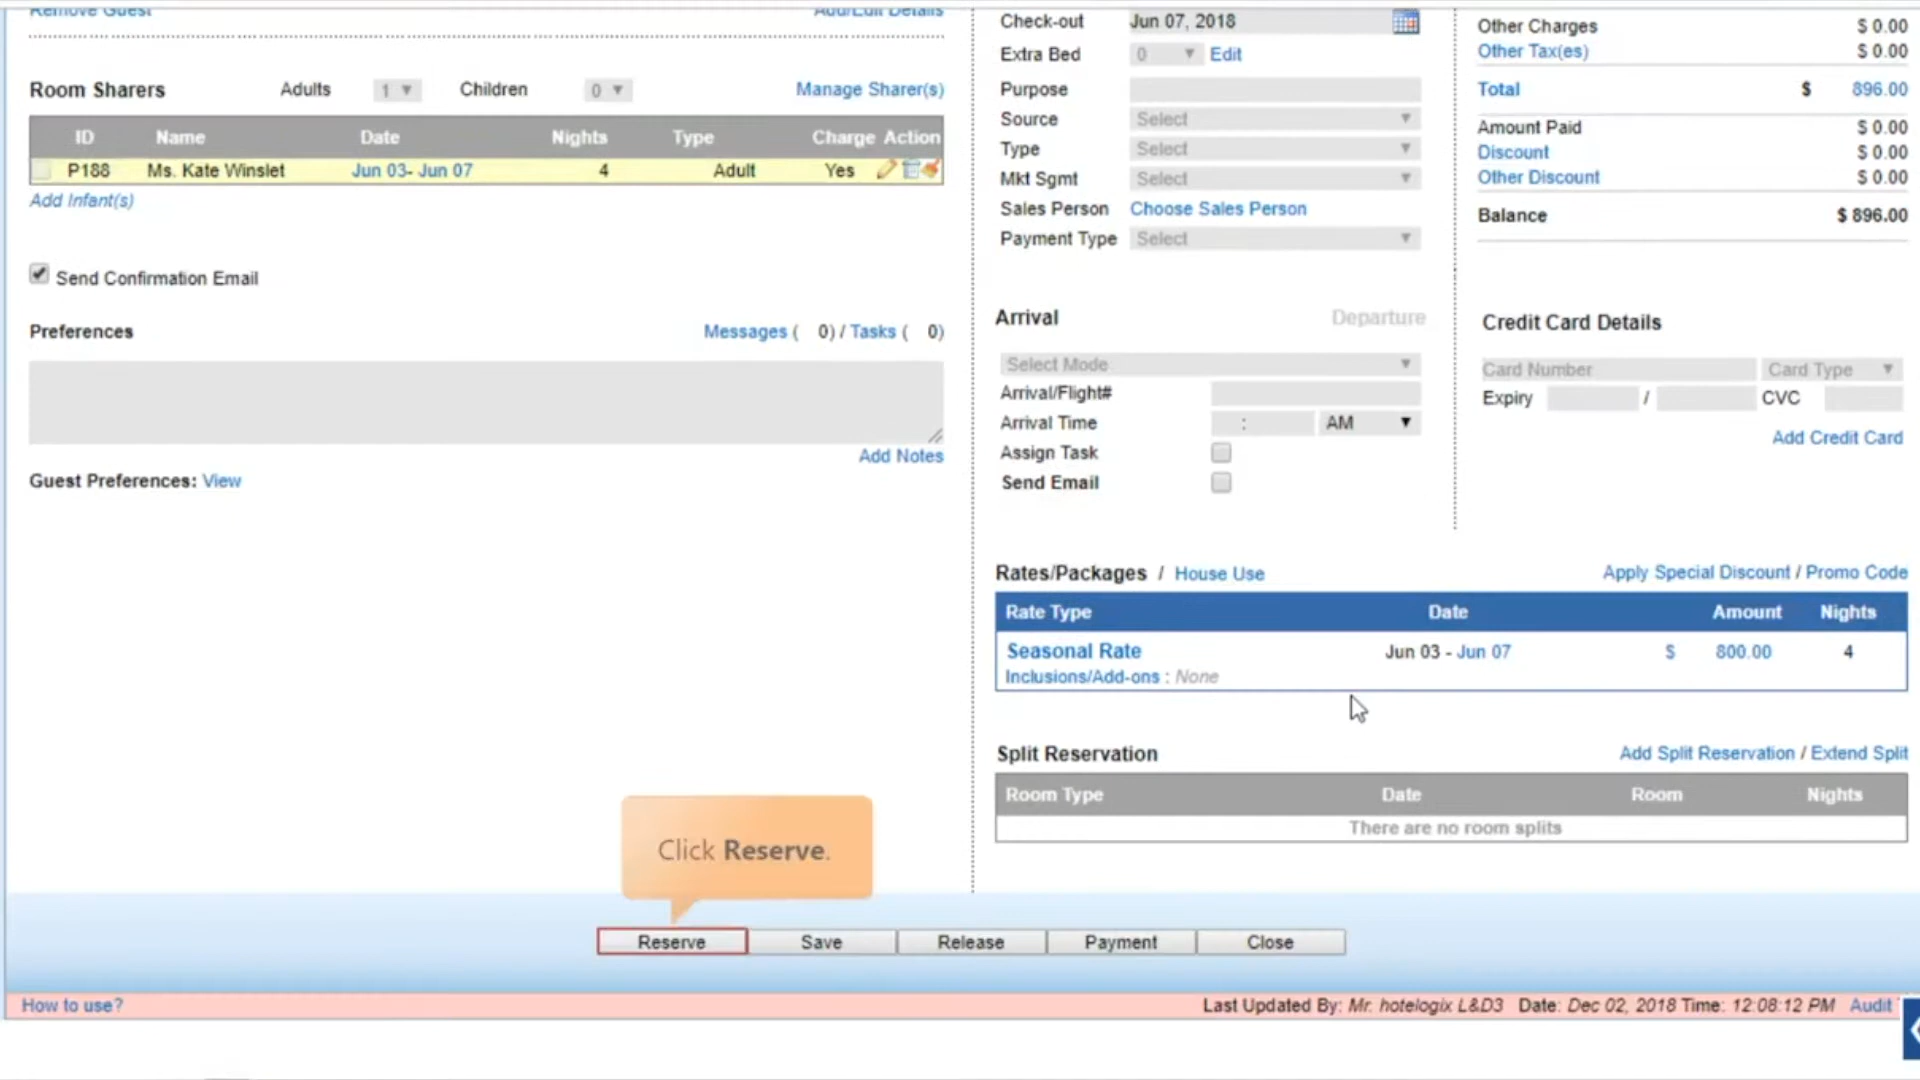 Remove Guest
Add/Edit Details
Room Sharers Adults 1 Children 0 Manage Sharer(s)
ID Name Date Nights Type Charge Action
P188 Ms. Kate Winslet Jun 03- Jun 07 4 Adult Yes
Add Infant(s)
Send Confirmation Email
Preferences Messages ( 0) / Tasks ( 0)
Add Notes
Guest Preferences: View
Check-out Jun 07, 2018
Extra Bed 0 Edit
Purpose
Source Select
Type Select
Mkt Sgmt Select
Sales Person Choose Sales Person
Payment Type Select
Arrival Departure
Select Mode
Arrival/Flight#
Arrival Time : AM
Assign Task
Send Email
Other Charges $ 0.00
Other Tax(es) $ 0.00
Total $ 896.00
Amount Paid $ 0.00
Discount $ 0.00
Other Discount $ 0.00
Balance $ 896.00
Credit Card Details
Card Number Card Type
Expiry / CVC
Add Credit Card
Rates/Packages / House Use Apply Special Discount / Promo Code
Rate Type Date Amount Nights
Seasonal Rate Jun 03 - Jun 07 $ 800.00 4
Inclusions/Add-ons : None
Split Reservation Add Split Reservation / Extend Split
Room Type Date Room Nights
There are no room splits
Click Reserve.
Reserve Save Release Payment Close
How to use? Last Updated By: Mr. hotelogix L&D3 Date: Dec 02, 2018 Time: 12:08:12 PM Audit